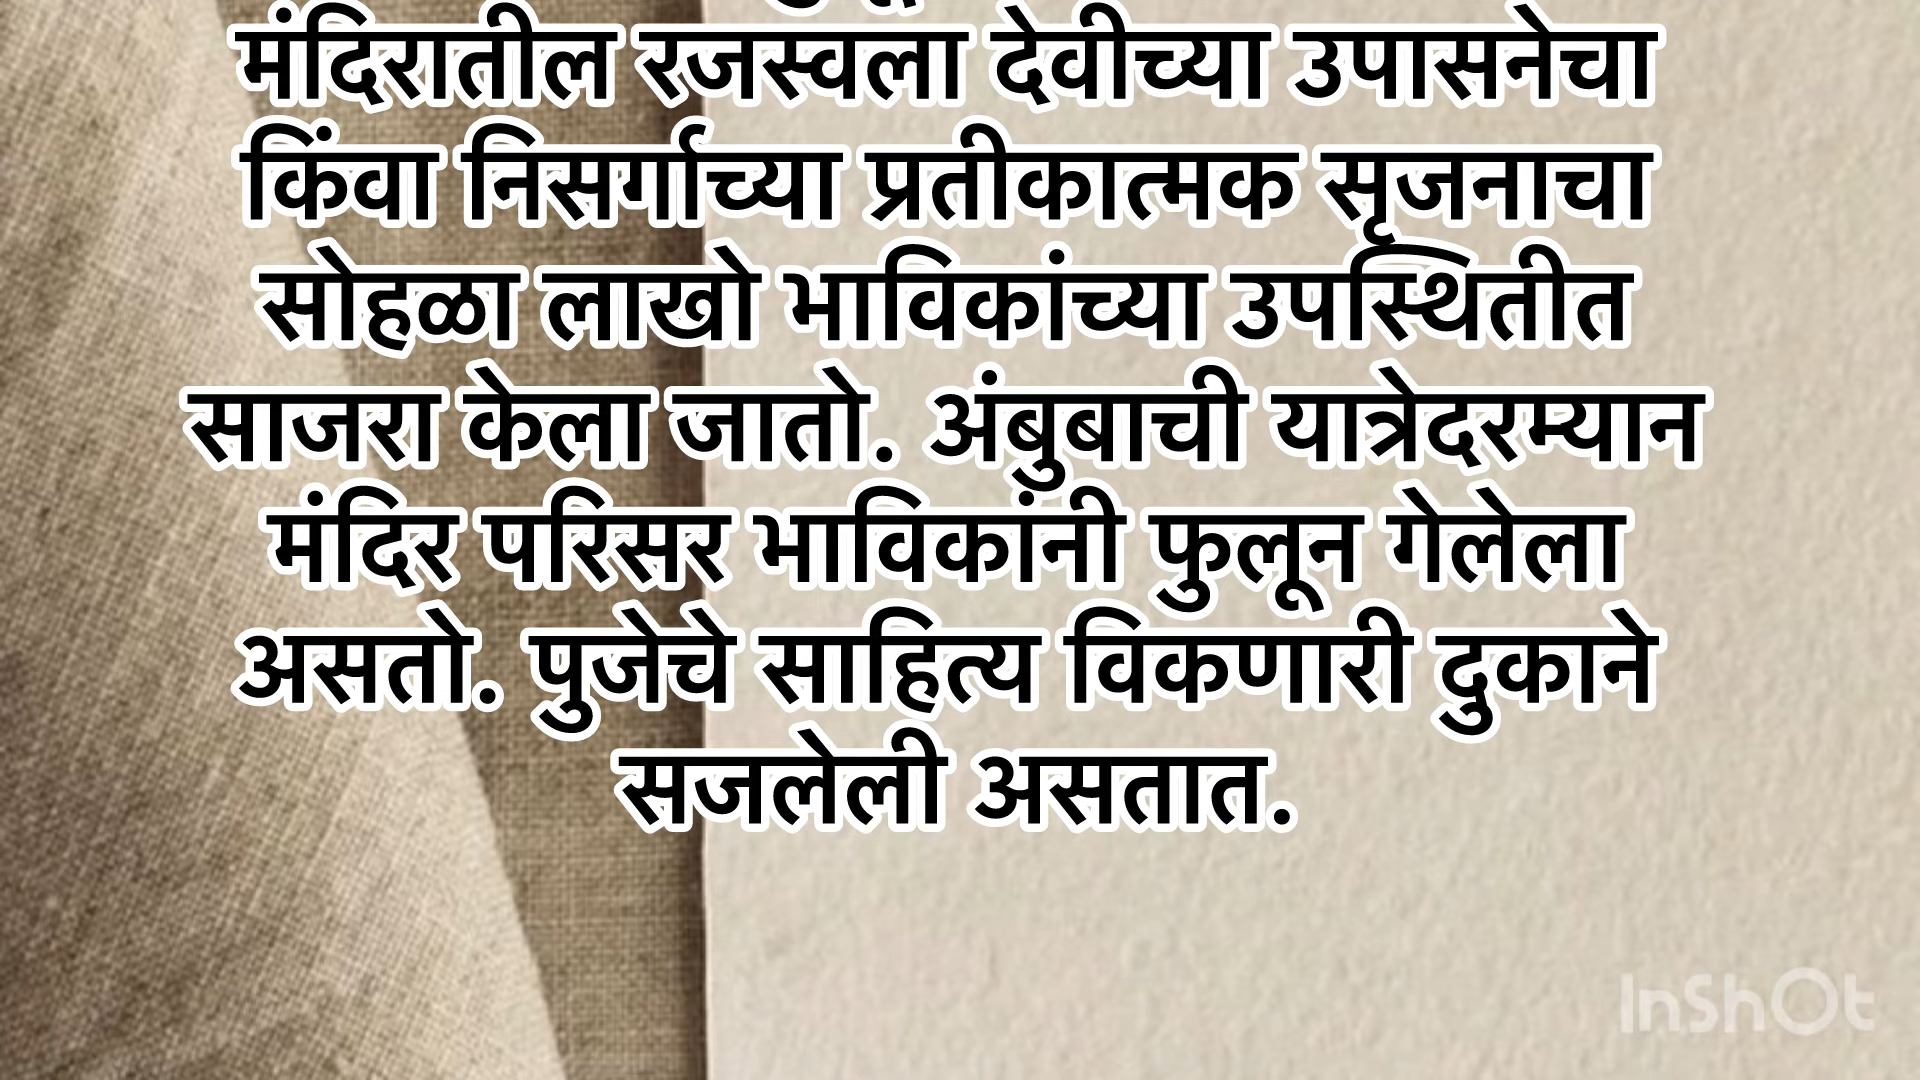 मंदिरातील रजस्वला देवीच्या उपासनेचा
किंवा निसर्गाच्या प्रतीकात्मक सृजनाचा
सोहळा लाखो भाविकांच्या उपस्थितीत
साजरा केला जातो. अंबुबाची यात्रेदरम्यान
मंदिर परिसर भाविकांनी फुलून गेलेला
असतो. पुजेचे साहित्य विकणारी दुकाने
सजलेली असतात.
InShOt